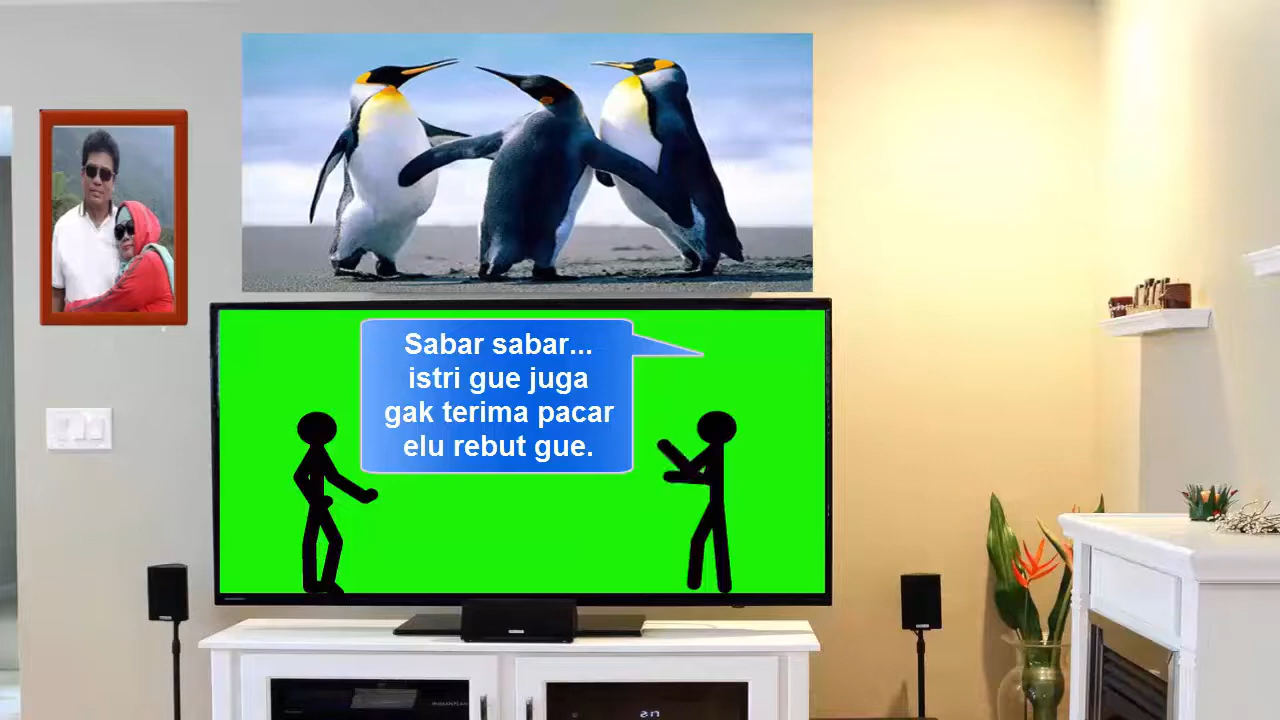 Sabar sabar...
istri gue juga
gak terima pacar
elu rebut gue.